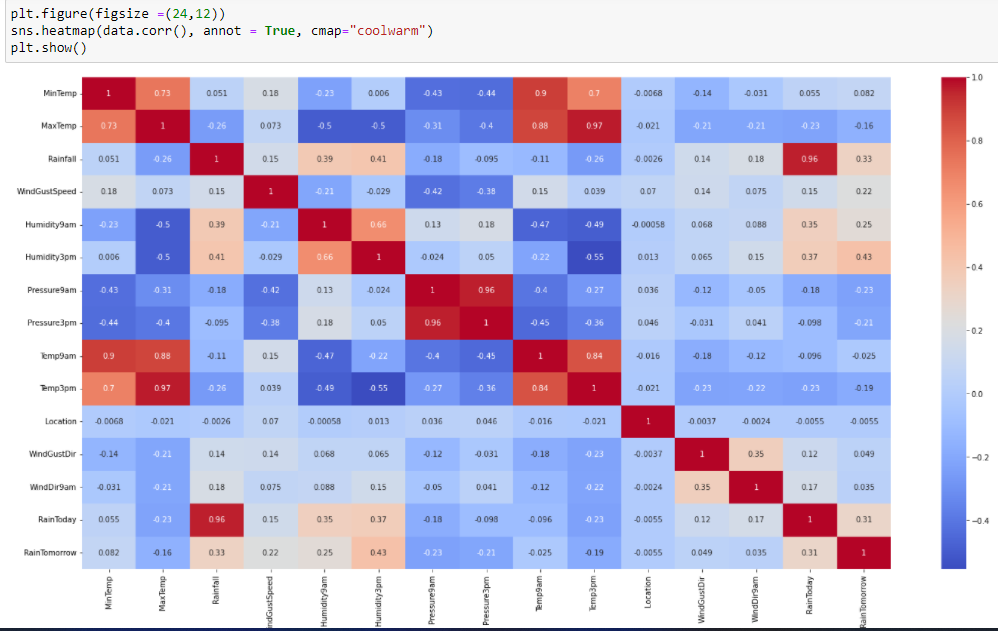 plt.figure(figsize =(24,12))
sns.heatmap(data.corr(), annot = True, cmap="coolwarm")
plt.show()
MinTemp 1 0.73 0.051 0.18 -0.23 0.006 -0.43 -0.44 0.9 0.7 -0.0068 -0.14 -0.031 0.055 0.082
MaxTemp 0.73 1 -0.26 0.073 -0.5 -0.5 -0.31 -0.4 0.88 0.97 -0.021 -0.21 -0.21 -0.23 -0.16
Rainfall 0.051 -0.26 1 0.15 0.39 0.41 -0.18 -0.095 -0.11 -0.26 -0.0026 0.14 0.18 0.96 0.33
WindGustSpeed 0.18 0.073 0.15 1 -0.21 -0.029 -0.42 -0.38 0.15 0.039 0.07 0.14 0.075 0.15 0.22
Humidity9am -0.23 -0.5 0.39 -0.21 1 0.66 0.13 0.18 -0.47 -0.49 -0.00058 0.068 0.088 0.35 0.25
Humidity3pm 0.006 -0.5 0.41 -0.029 0.66 1 -0.024 0.05 -0.22 -0.55 0.013 0.065 0.15 0.37 0.43
Pressure9am -0.43 -0.31 -0.18 -0.42 0.13 -0.024 1 0.96 -0.4 -0.27 0.036 -0.12 -0.05 -0.18 -0.23
Pressure3pm -0.44 -0.4 -0.095 -0.38 0.18 0.05 0.96 1 -0.45 -0.36 0.046 -0.031 0.041 -0.098 -0.21
Temp9am 0.9 0.88 -0.11 0.15 -0.47 -0.22 -0.4 -0.45 1 0.84 -0.016 -0.18 -0.12 -0.096 -0.025
Temp3pm 0.7 0.97 -0.26 0.039 -0.49 -0.55 -0.27 -0.36 0.84 1 -0.021 -0.23 -0.22 -0.23 -0.19
Location -0.0068 -0.021 -0.0026 0.07 -0.00058 0.013 0.036 0.046 -0.016 -0.021 1 -0.0037 -0.0024 -0.0055 -0.0055
WindGustDir -0.14 -0.21 0.14 0.14 0.068 0.065 -0.12 -0.031 -0.18 -0.23 -0.0037 1 0.35 0.12 0.049
WindDir9am -0.031 -0.21 0.18 0.075 0.088 0.15 -0.05 0.041 -0.12 -0.22 -0.0024 0.35 1 0.17 0.035
RainToday 0.055 -0.23 0.96 0.15 0.35 0.37 -0.18 -0.098 -0.096 -0.23 -0.0055 0.12 0.17 1 0.31
RainTomorrow 0.082 -0.16 0.33 0.22 0.25 0.43 -0.23 -0.21 -0.025 -0.19 -0.0055 0.049 0.035 0.31 1
MinTemp
MaxTemp
Rainfall
ndGustSpeed
Humidity9am
Humidity3pm
Pressure9am
Pressure3pm
Temp9am
Temp3pm
Location
WindGustDir
WindDir9am
RainToday
RainTomorrow
1.0
0.8
0.6
0.4
0.2
0.0
-0.2
-0.4